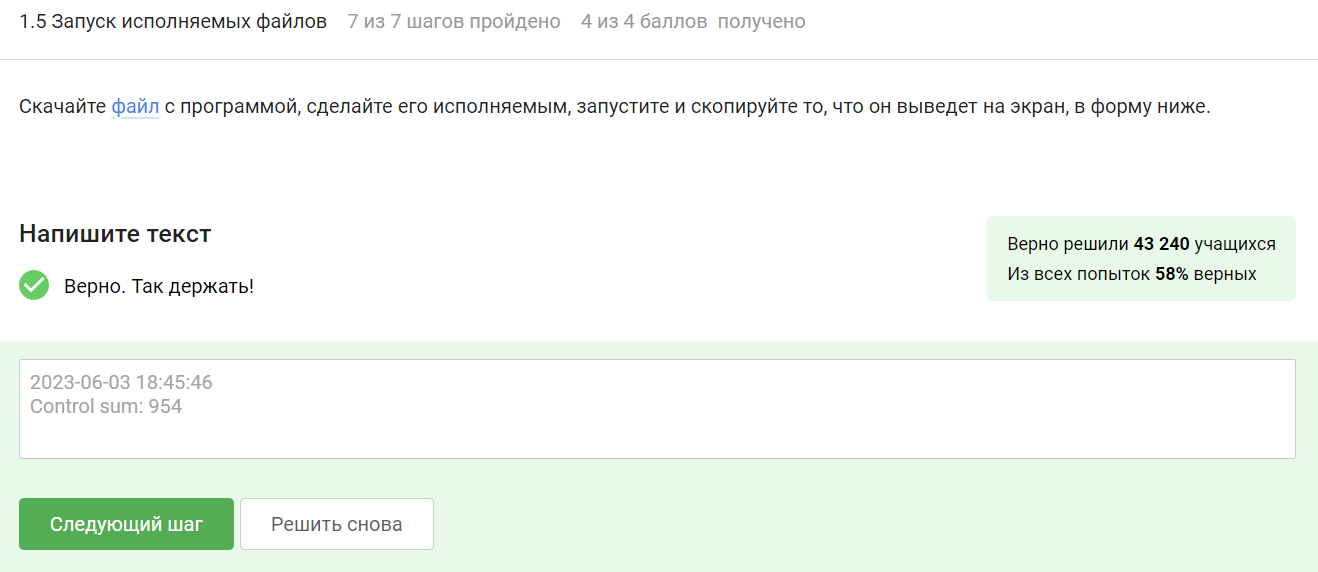 1.5 Запуск исполняемых файлов 7 из 7 шагов пройдено 4 из 4 баллов получено
Скачайте файл с программой, сделайте его исполняемым, запустите и скопируйте то, что он выведет на экран, в форму ниже.
Напишите текст
Верно решили 43 240 учащихся
Из всех попыток 58% верных
Верно. Так держать!
2023-06-03 18:45:46
Control sum: 954
Следующий шаг Решить снова